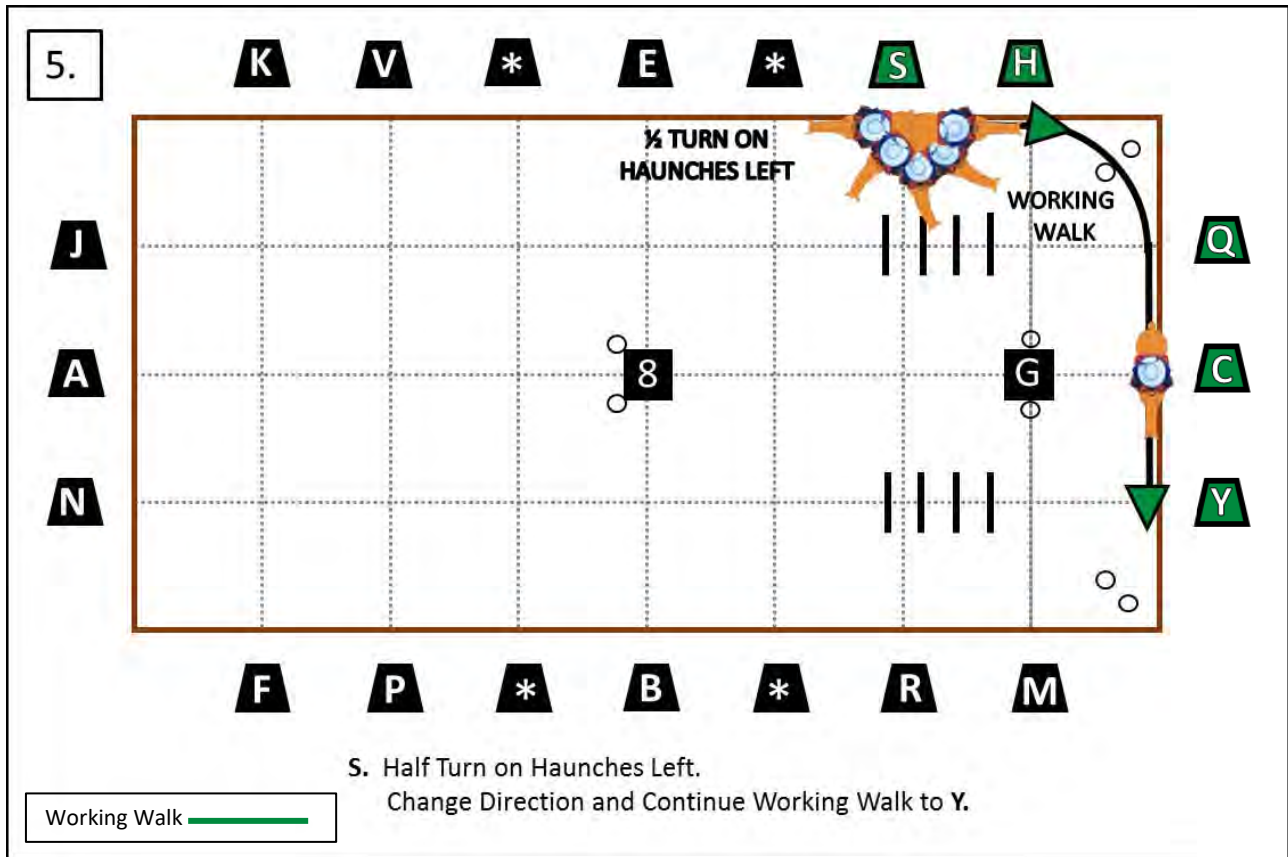 5.
K V * E * S H
½ TURN ON
HAUNCHES LEFT
WORKING
WALK
J Q
A 8 G C
N Y
F P * B * R M
S. Half Turn on Haunches Left.
Change Direction and Continue Working Walk to Y.
Working Walk